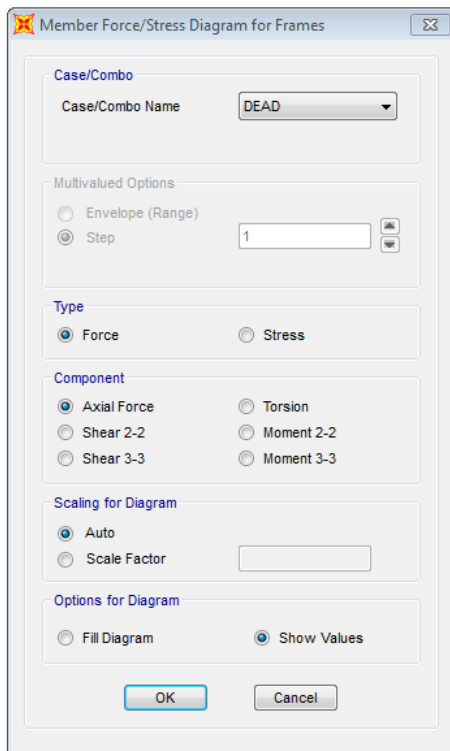 Member Force/Stress Diagram for Frames
Case/Combo
Case/Combo Name DEAD
Multivalued Options
Envelope (Range)
Step 1
Type
Force Stress
Component
Axial Force Torsion
Shear 2-2 Moment 2-2
Shear 3-3 Moment 3-3
Scaling for Diagram
Auto
Scale Factor
Options for Diagram
Fill Diagram Show Values
OK Cancel